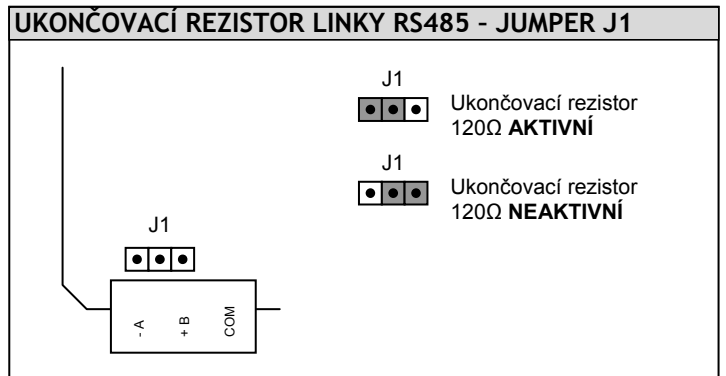 UKONČOVACÍ REZISTOR LINKY RS485 – JUMPER J1
J1
Ukončovací rezistor
120Ω AKTIVNÍ
J1
Ukončovací rezistor
120Ω NEAKTIVNÍ
J1
- A
+ B
COM